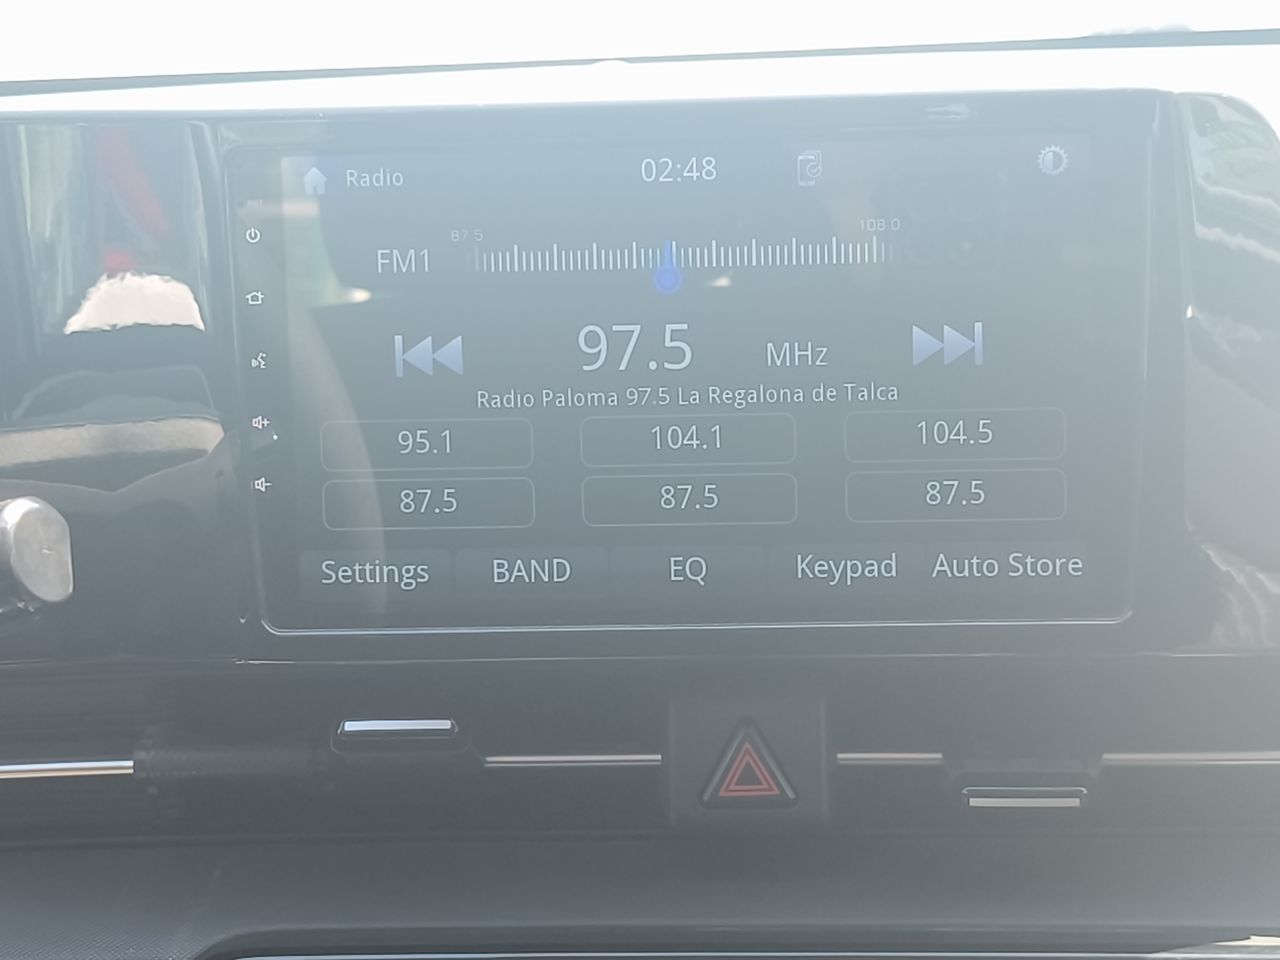 Radio 02:48
87.5 108.0
FM1
97.5 MHz
Radio Paloma 97.5 La Regalona de Talca
95.1 104.1 104.5
87.5 87.5 87.5
Settings BAND EQ Keypad Auto Store